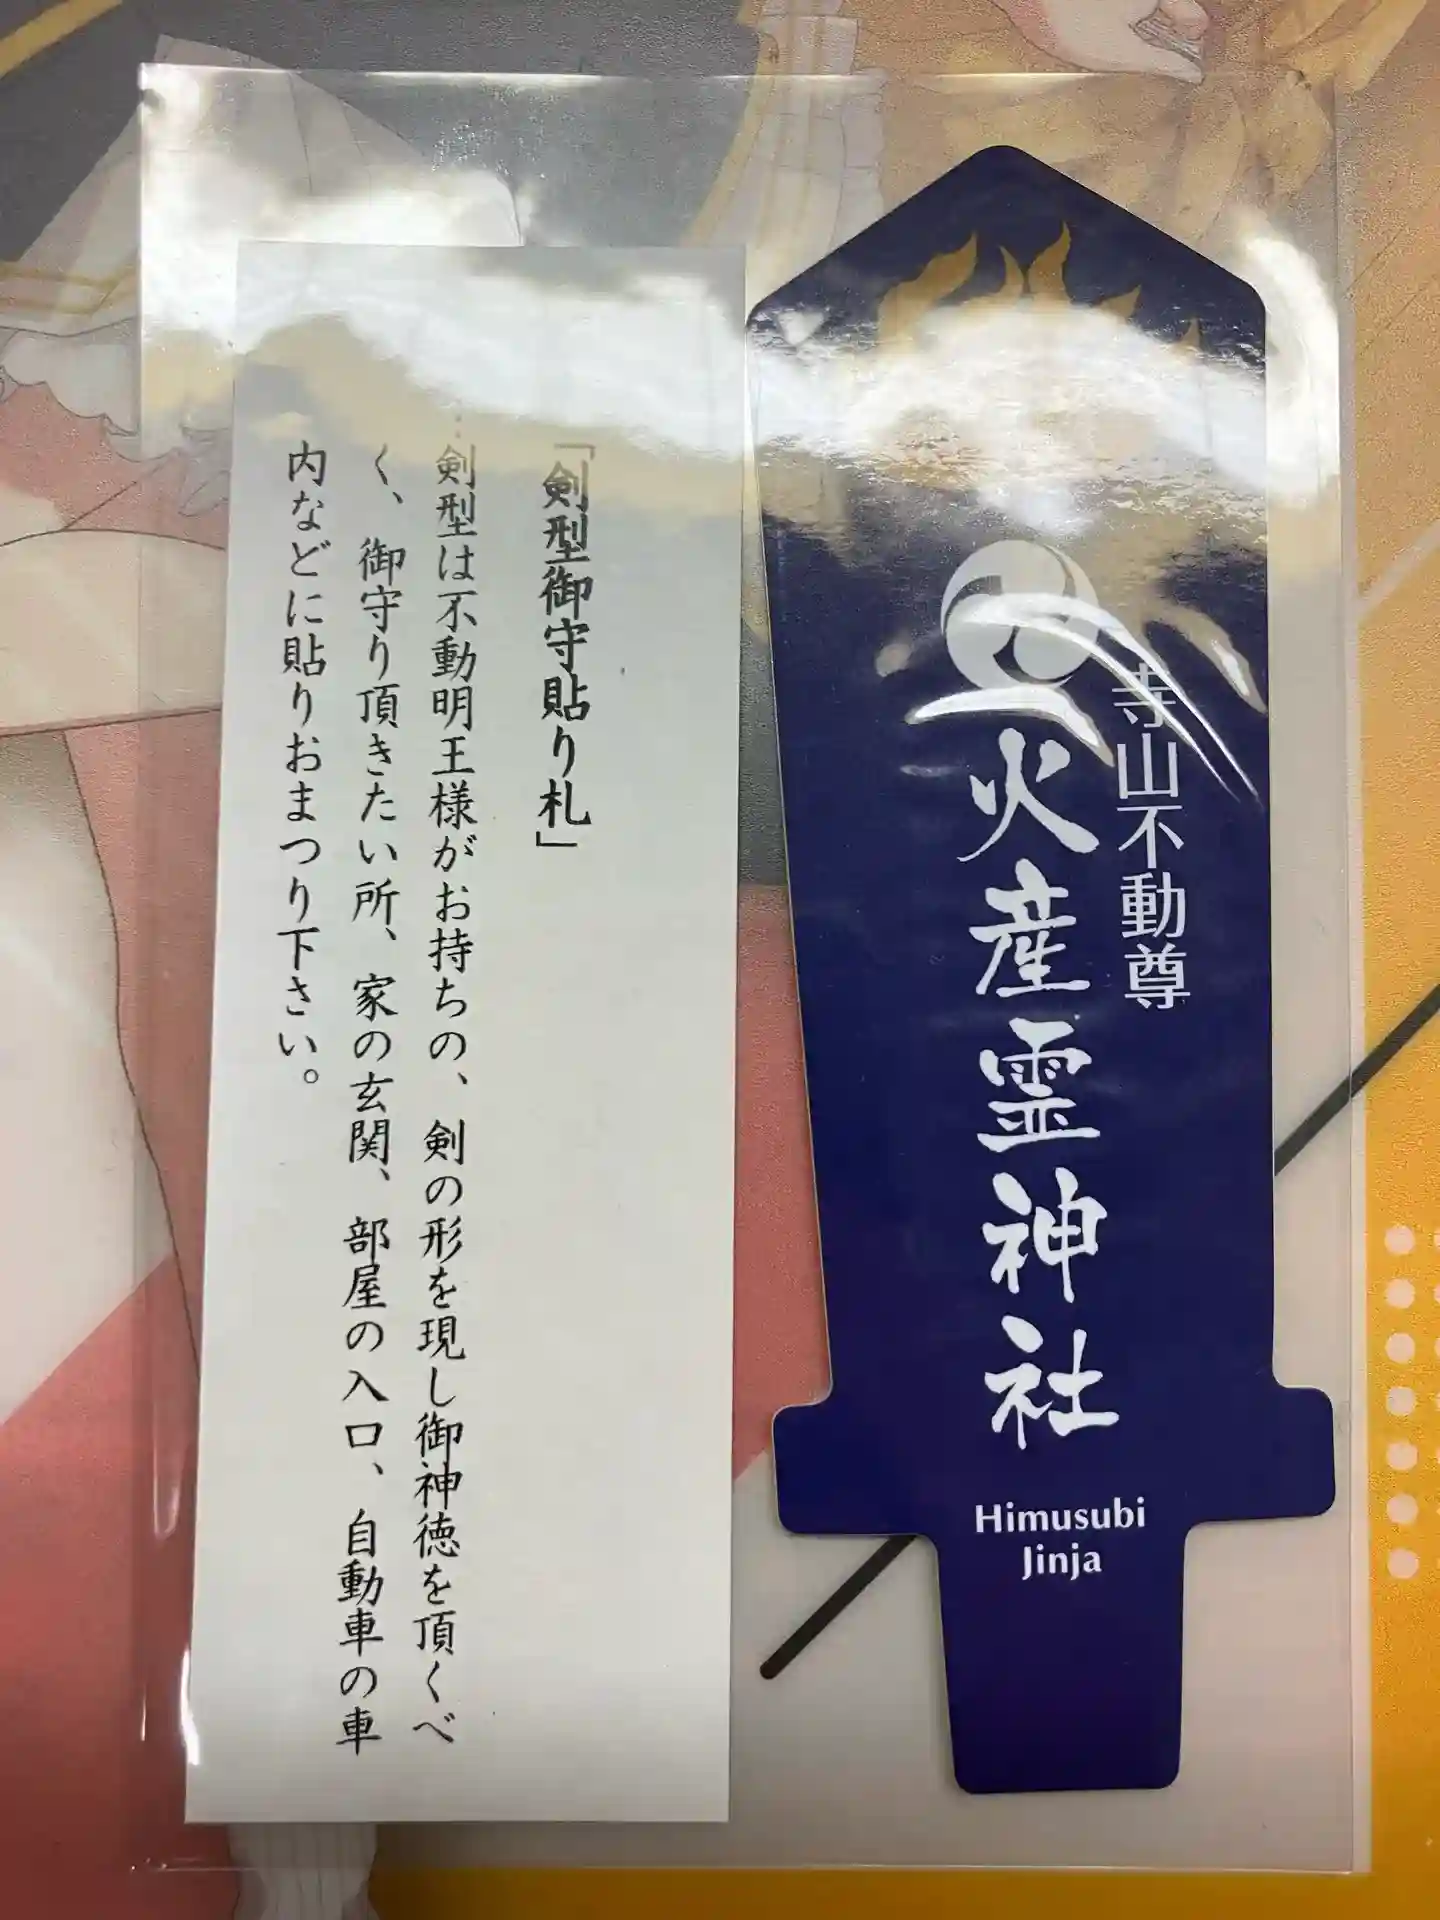 寺山不動尊
火産霊神社
Himusubi
Jinja
「剣型御守貼り札」
…剣型は不動明王様がお持ちの、剣の形を現し御神徳を頂くべ
く、御守り頂きたい所、家の玄関、部屋の入口、自動車の車
内などに貼りおまつり下さい。